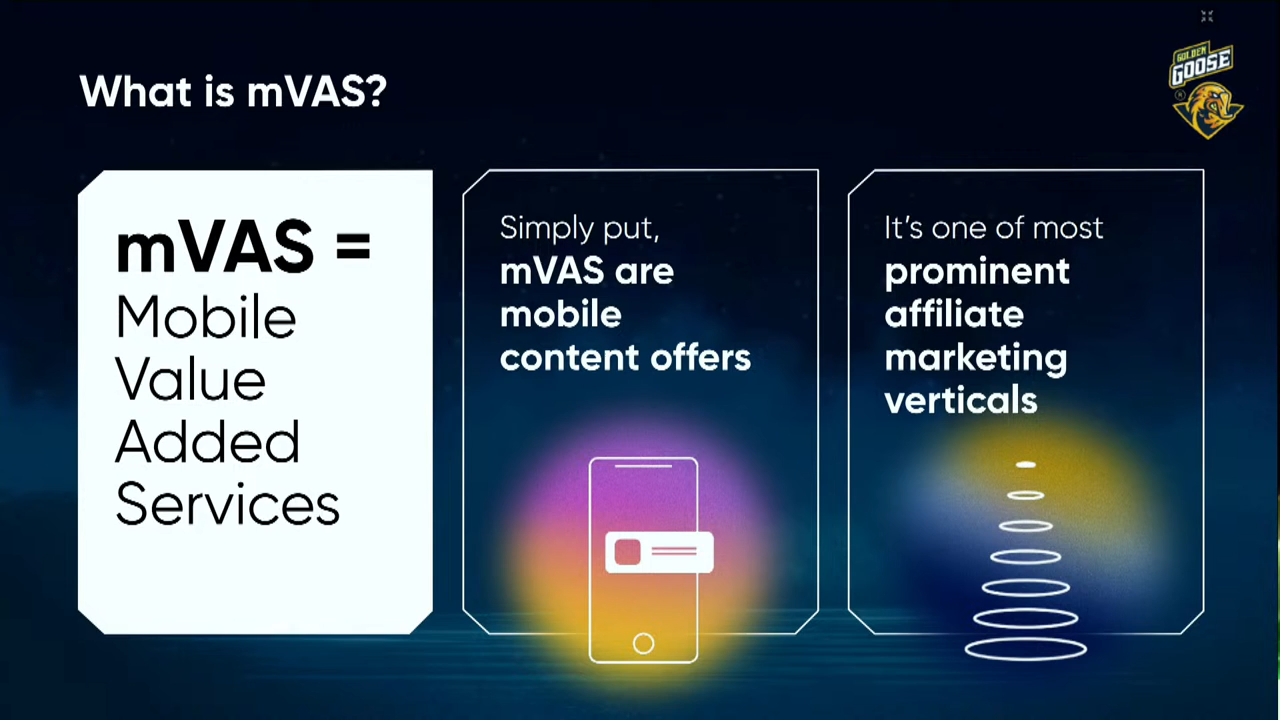 What is mVAS?
GOLDEN
GOOSE
®
mVAS =
Mobile
Value
Added
Services
Simply put,
mVAS are
mobile
content offers
It's one of most
prominent
affiliate
marketing
verticals